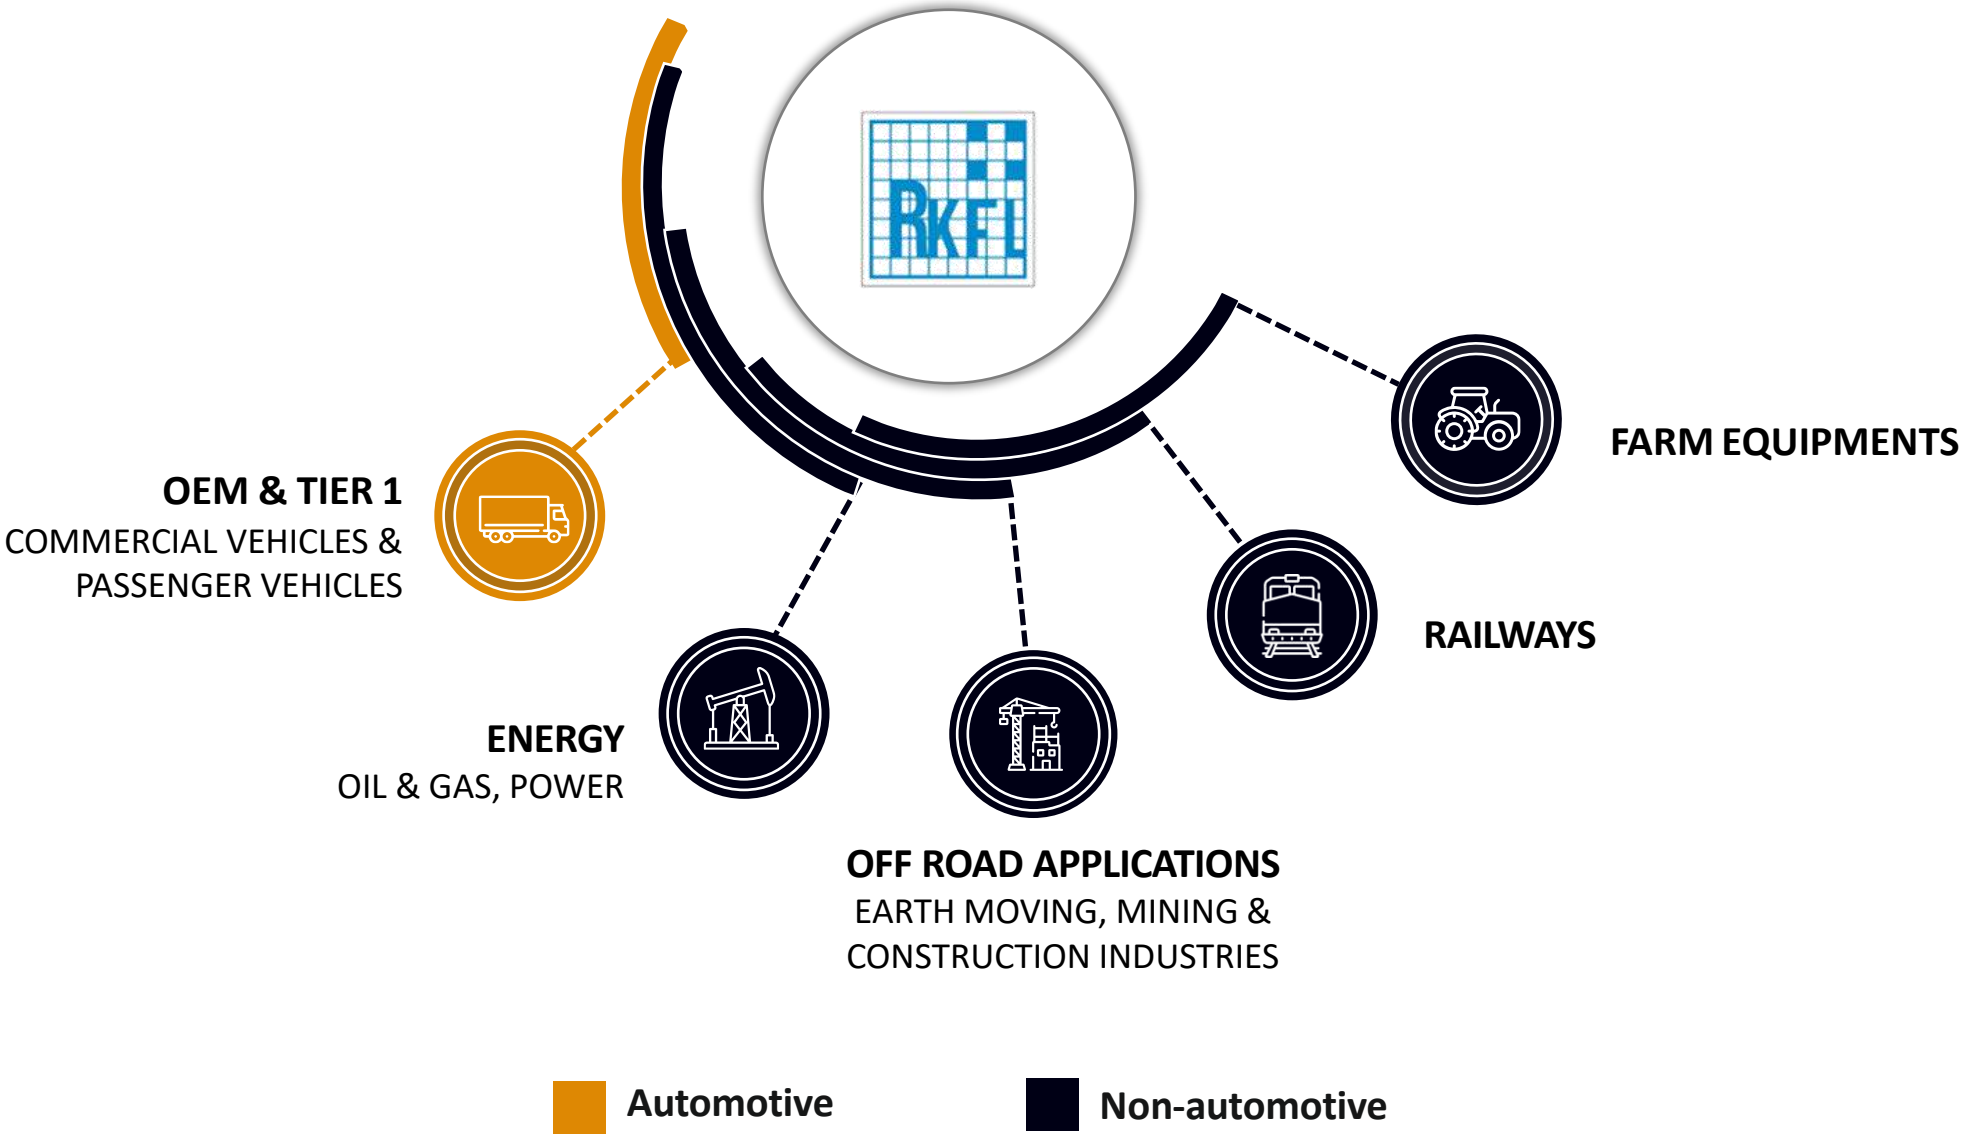 RKFL
OEM & TIER 1
COMMERCIAL VEHICLES &
PASSENGER VEHICLES
ENERGY
OIL & GAS, POWER
OFF ROAD APPLICATIONS
EARTH MOVING, MINING &
CONSTRUCTION INDUSTRIES
RAILWAYS
FARM EQUIPMENTS
Automotive
Non-automotive